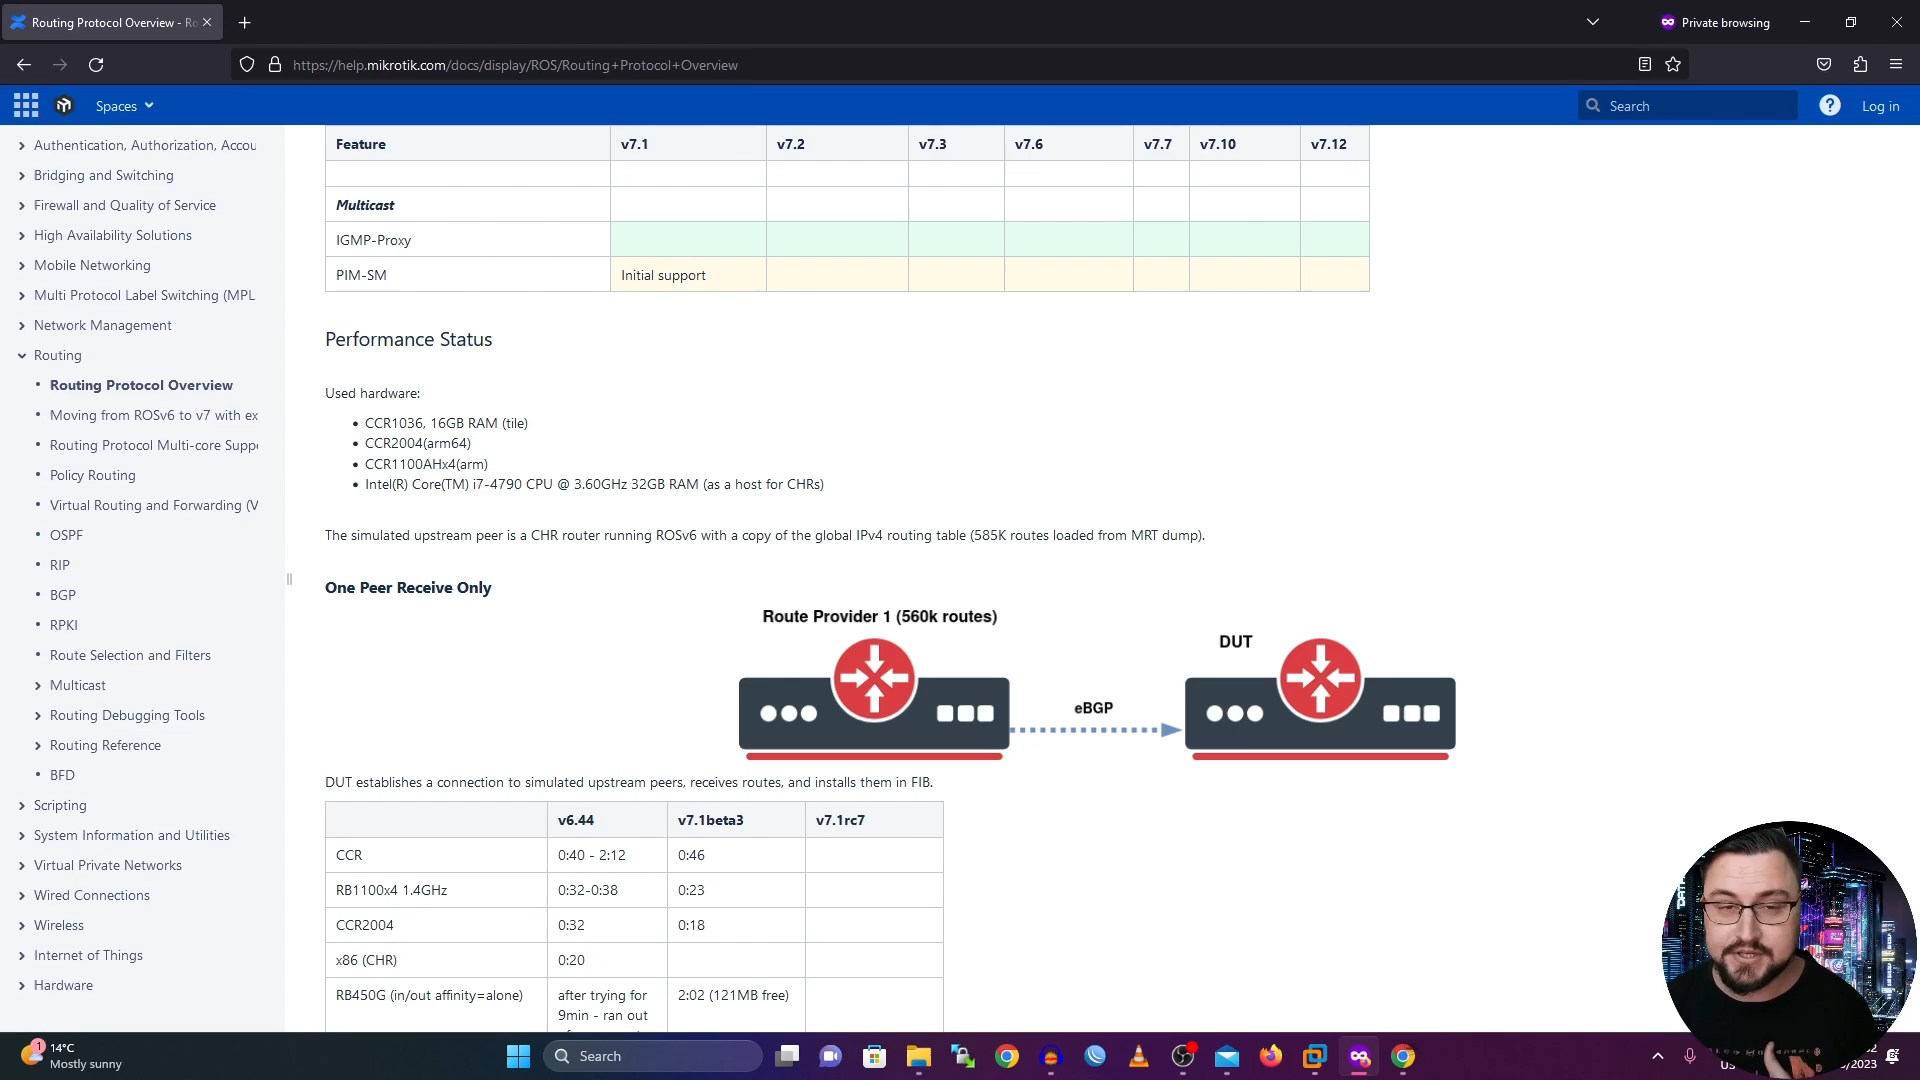 Routing Protocol Overview - Ro
Private browsing
https://help.mikrotik.com/docs/display/ROS/Routing+Protocol+Overview
Spaces
Search
Log in
Authentication, Authorization, Accou
Bridging and Switching
Firewall and Quality of Service
High Availability Solutions
Mobile Networking
Multi Protocol Label Switching (MPL
Network Management
Routing
Routing Protocol Overview
Moving from ROSv6 to v7 with ex
Routing Protocol Multi-core Suppo
Policy Routing
Virtual Routing and Forwarding (V
OSPF
RIP
BGP
RPKI
Route Selection and Filters
Multicast
Routing Debugging Tools
Routing Reference
BFD
Scripting
System Information and Utilities
Virtual Private Networks
Wired Connections
Wireless
Internet of Things
Hardware
Feature v7.1 v7.2 v7.3 v7.6 v7.7 v7.10 v7.12
Multicast
IGMP-Proxy
PIM-SM Initial support
Performance Status
Used hardware:
CCR1036, 16GB RAM (tile)
CCR2004(arm64)
CCR1100AHx4(arm)
Intel(R) Core(TM) i7-4790 CPU @ 3.60GHz 32GB RAM (as a host for CHRs)
The simulated upstream peer is a CHR router running ROSv6 with a copy of the global IPv4 routing table (585K routes loaded from MRT dump).
One Peer Receive Only
Route Provider 1 (560k routes)
DUT
eBGP
DUT establishes a connection to simulated upstream peers, receives routes, and installs them in FIB.
v6.44 v7.1beta3 v7.1rc7
CCR 0:40 - 2:12 0:46
RB1100x4 1.4GHz 0:32-0:38 0:23
CCR2004 0:32 0:18
x86 (CHR) 0:20
RB450G (in/out affinity=alone) after trying for 2:02 (121MB free)
9min - ran out
1
14°C
Mostly sunny
Search